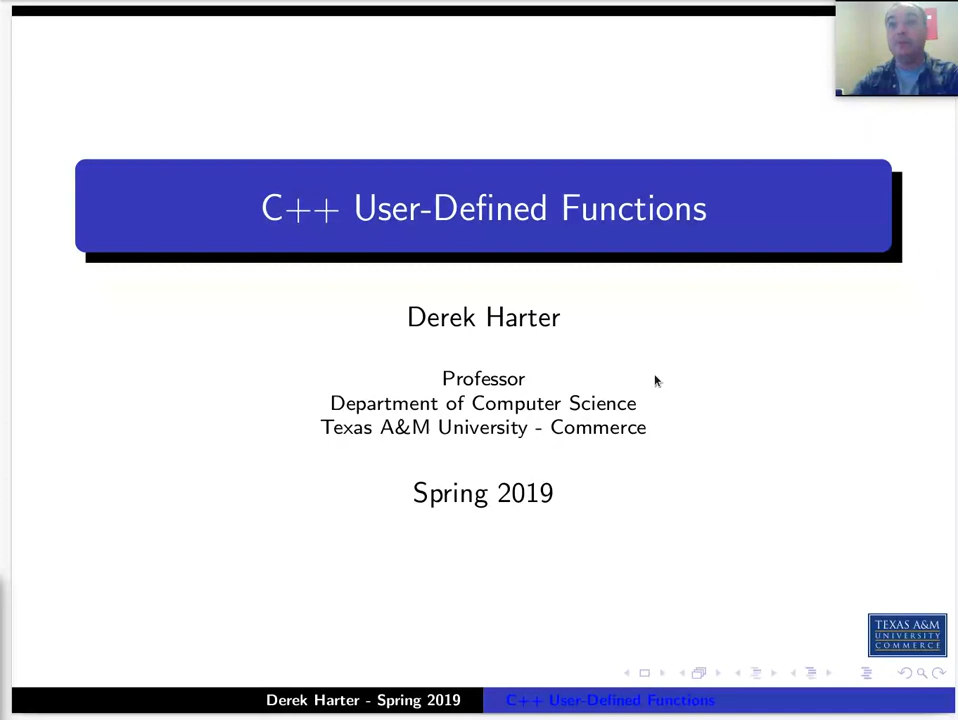 C++ User-Defined Functions
Derek Harter
Professor
Department of Computer Science
Texas A&M University - Commerce
Spring 2019
TEXAS A&M
UNIVERSITY
COMMERCE
Derek Harter - Spring 2019
C++ User-Defined Functions